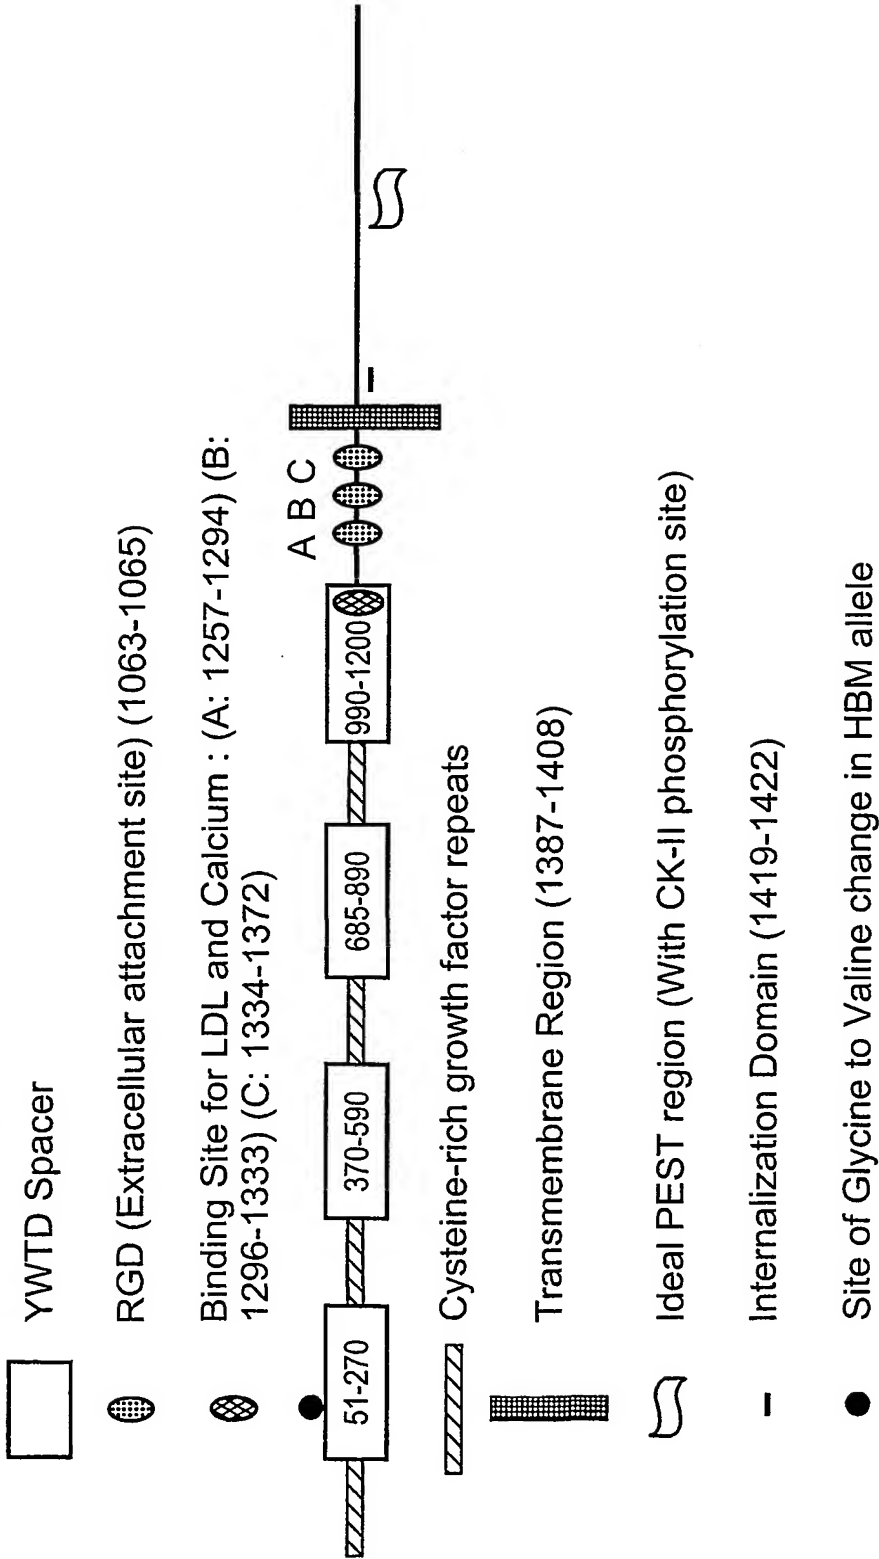 YWTD Spacer
RGD (Extracellular attachment site) (1063-1065)
Binding Site for LDL and Calcium : (A: 1257-1294) (B:
1296-1333) (C: 1334-1372)
A B C
51-270
370-590
685-890
990-1200
Cysteine-rich growth factor repeats
Transmembrane Region (1387-1408)
Ideal PEST region (With CK-II phosphorylation site)
Internalization Domain (1419-1422)
Site of Glycine to Valine change in HBM allele